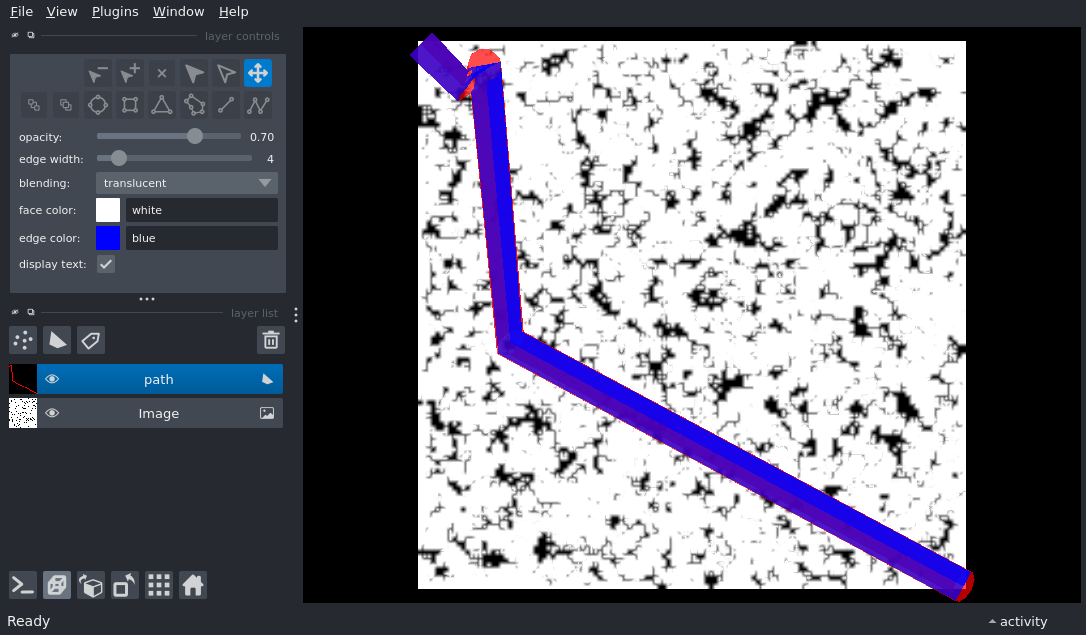 File View Plugins Window Help
layer controls
opacity: 0.70
edge width: 4
blending: translucent
face color: white
edge color: blue
display text:
layer list
path
Image
Ready
activity